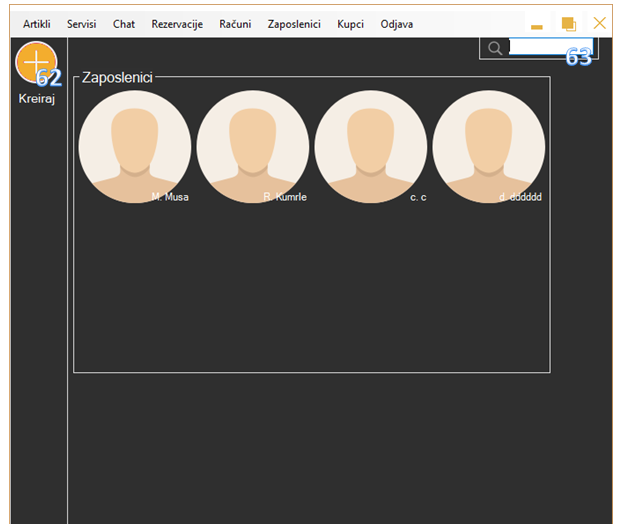 Artikli Servisi Chat Rezervacije Računi Zaposlenici Kupci Odjava
62
63
Kreiraj
Zaposlenici
M. Musa
R. Kumrle
c. c
d. dddddd